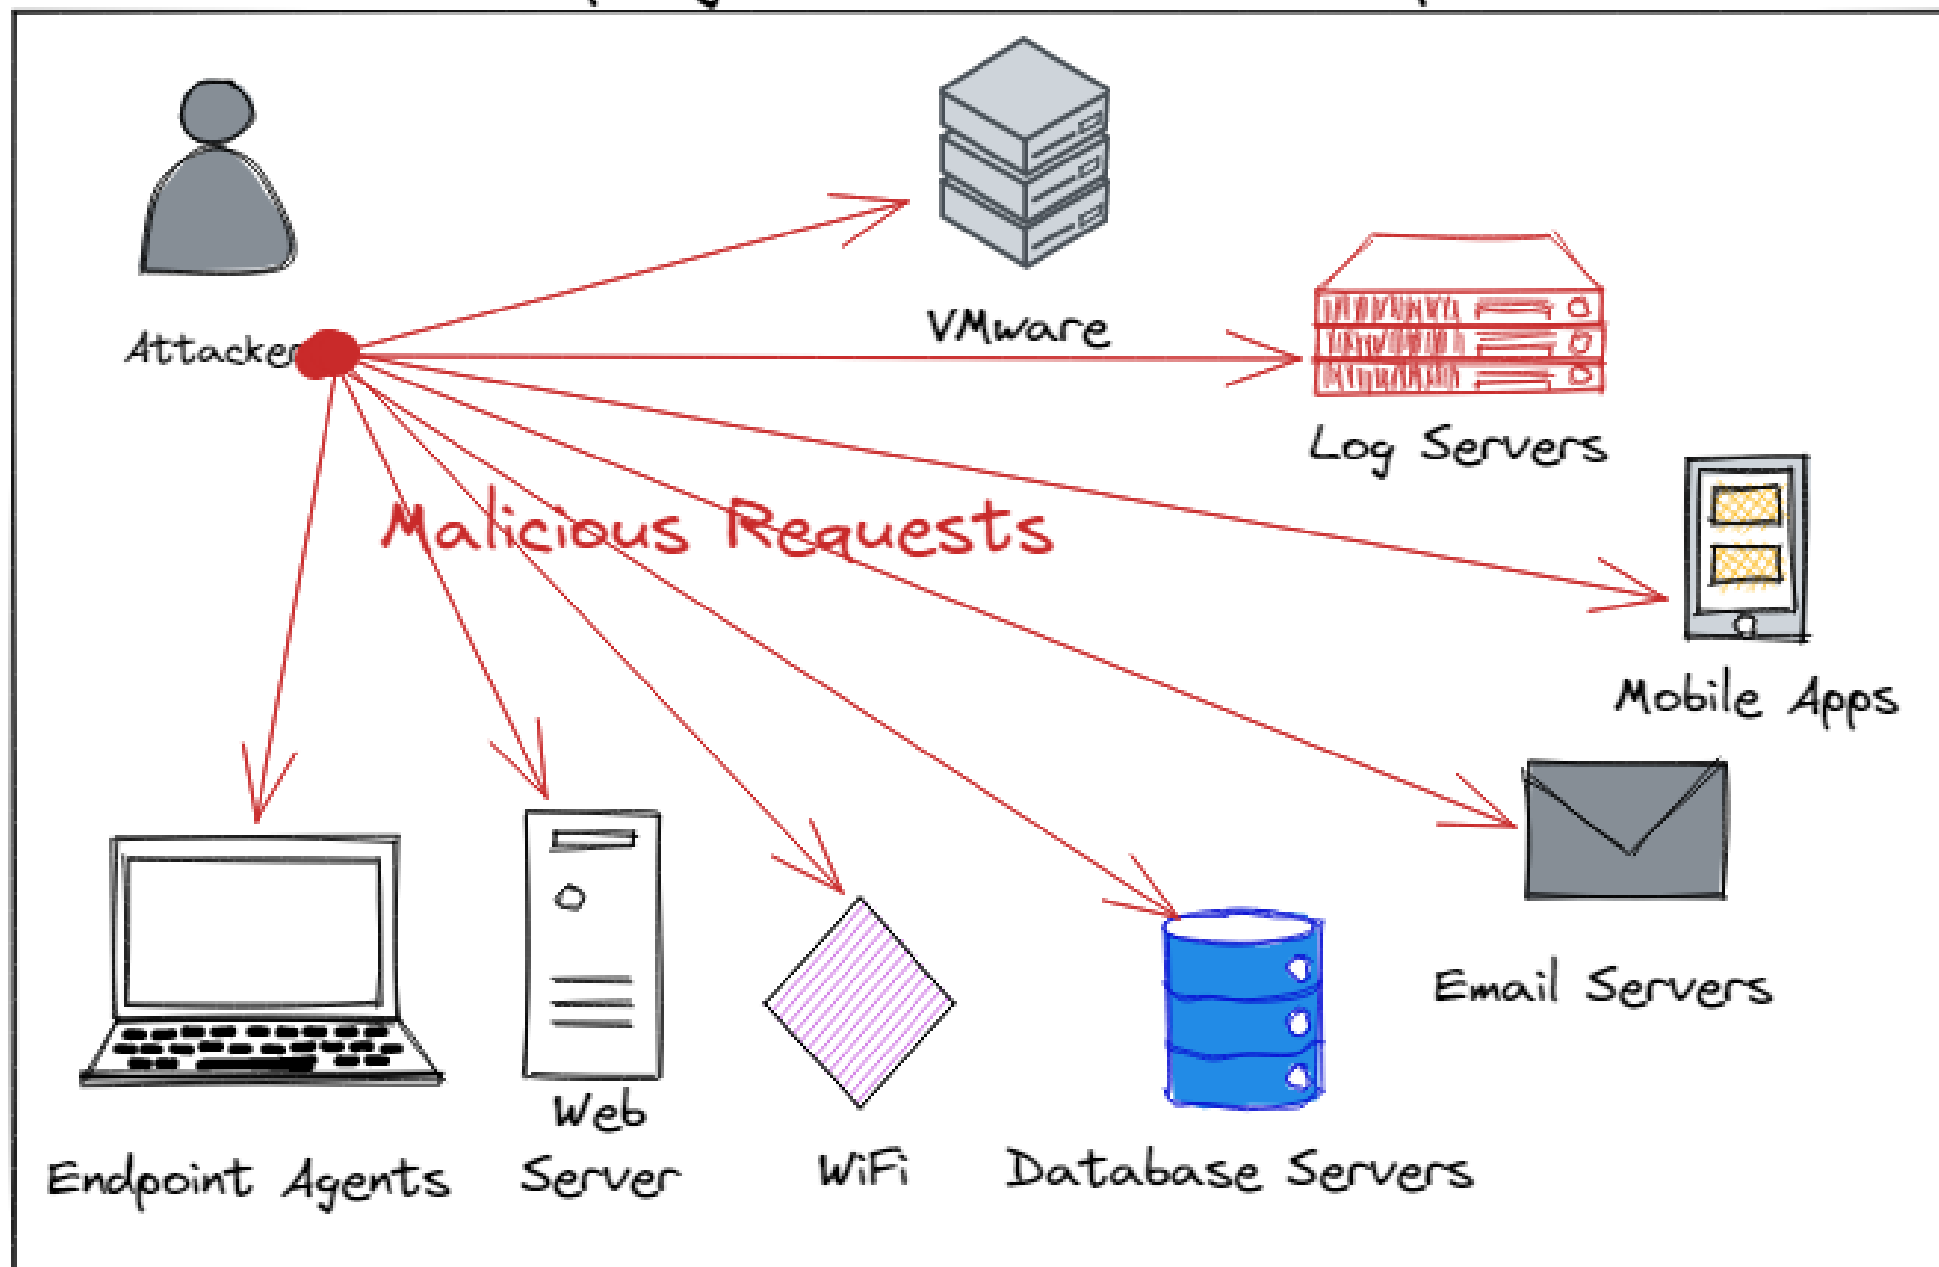 Attacker
VMware
Log Servers
Malicious Requests
Mobile Apps
Email Servers
Web
Server
Endpoint Agents
WiFi
Database Servers